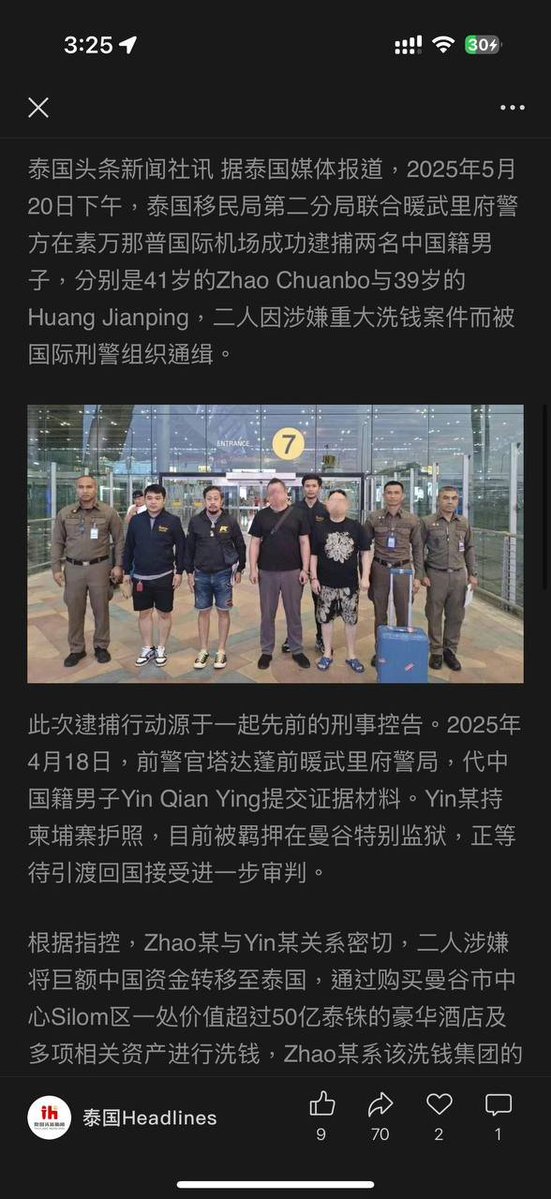 3:25
30
泰国头条新闻社讯 据泰国媒体报道，2025年5月
20日下午，泰国移民局第二分局联合暖武里府警
方在素万那普国际机场成功逮捕两名中国籍男
子，分别是41岁的Zhao Chuanbo与39岁的
Huang Jianping，二人因涉嫌重大洗钱案件而被
国际刑警组织通缉。
ENTRANCE
7
此次逮捕行动源于一起先前的刑事控告。2025年
4月18日，前警官塔达蓬前暖武里府警局，代中
国籍男子Yin Qian Ying提交证据材料。Yin某持
柬埔寨护照，目前被羁押在曼谷特别监狱，正等
待引渡回国接受进一步审判。
根据指控，Zhao某与Yin某关系密切，二人涉嫌
将巨额中国资金转移至泰国，通过购买曼谷市中
心Silom区一处价值超过50亿泰铢的豪华酒店及
多项相关资产进行洗钱，Zhao某系该洗钱集团的
th
泰国头条新闻
泰国Headlines
9
70
2
1